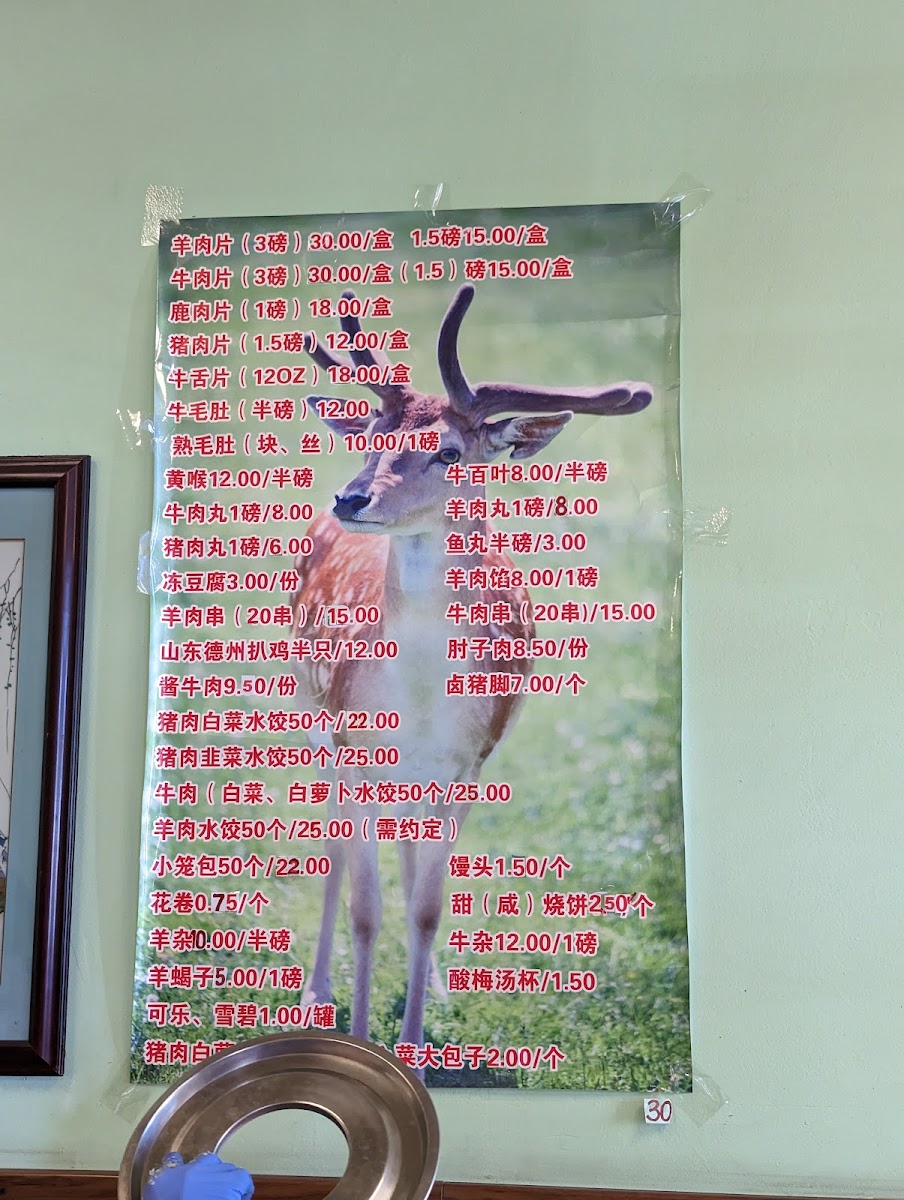 羊肉片（3磅）30.00/盒 1.5磅15.00/盒
牛肉片（3磅）30.00/盒（1.5）磅15.00/盒
鹿肉片（1磅）18.00/盒
猪肉片（1.5磅）12.00/盒
牛舌片（12OZ）18.00/盒
牛毛肚（半磅）12.00
熟毛肚（块、丝）10.00/1磅
黄喉12.00/半磅 牛百叶8.00/半磅
牛肉丸1磅/8.00 羊肉丸1磅/8.00
猪肉丸1磅/6.00 鱼丸半磅/3.00
冻豆腐3.00/份 羊肉馅8.00/1磅
羊肉串（20串）/15.00 牛肉串（20串)/15.00
山东德州扒鸡半只/12.00 肘子肉8.50/份
酱牛肉9.50/份 卤猪脚7.00/个
猪肉白菜水饺50个/22.00
猪肉韭菜水饺50个/25.00
牛肉（白菜、白萝卜水饺50个/25.00
羊肉水饺50个/25.00（需约定）
小笼包50个/22.00 馒头1.50/个
花卷0.75/个 甜（咸）烧饼2.50/个
羊杂10.00/半磅 牛杂12.00/1磅
羊蝎子5.00/1磅 酸梅汤杯/1.50
可乐、雪碧1.00/罐
猪肉白 菜大包子2.00/个
30